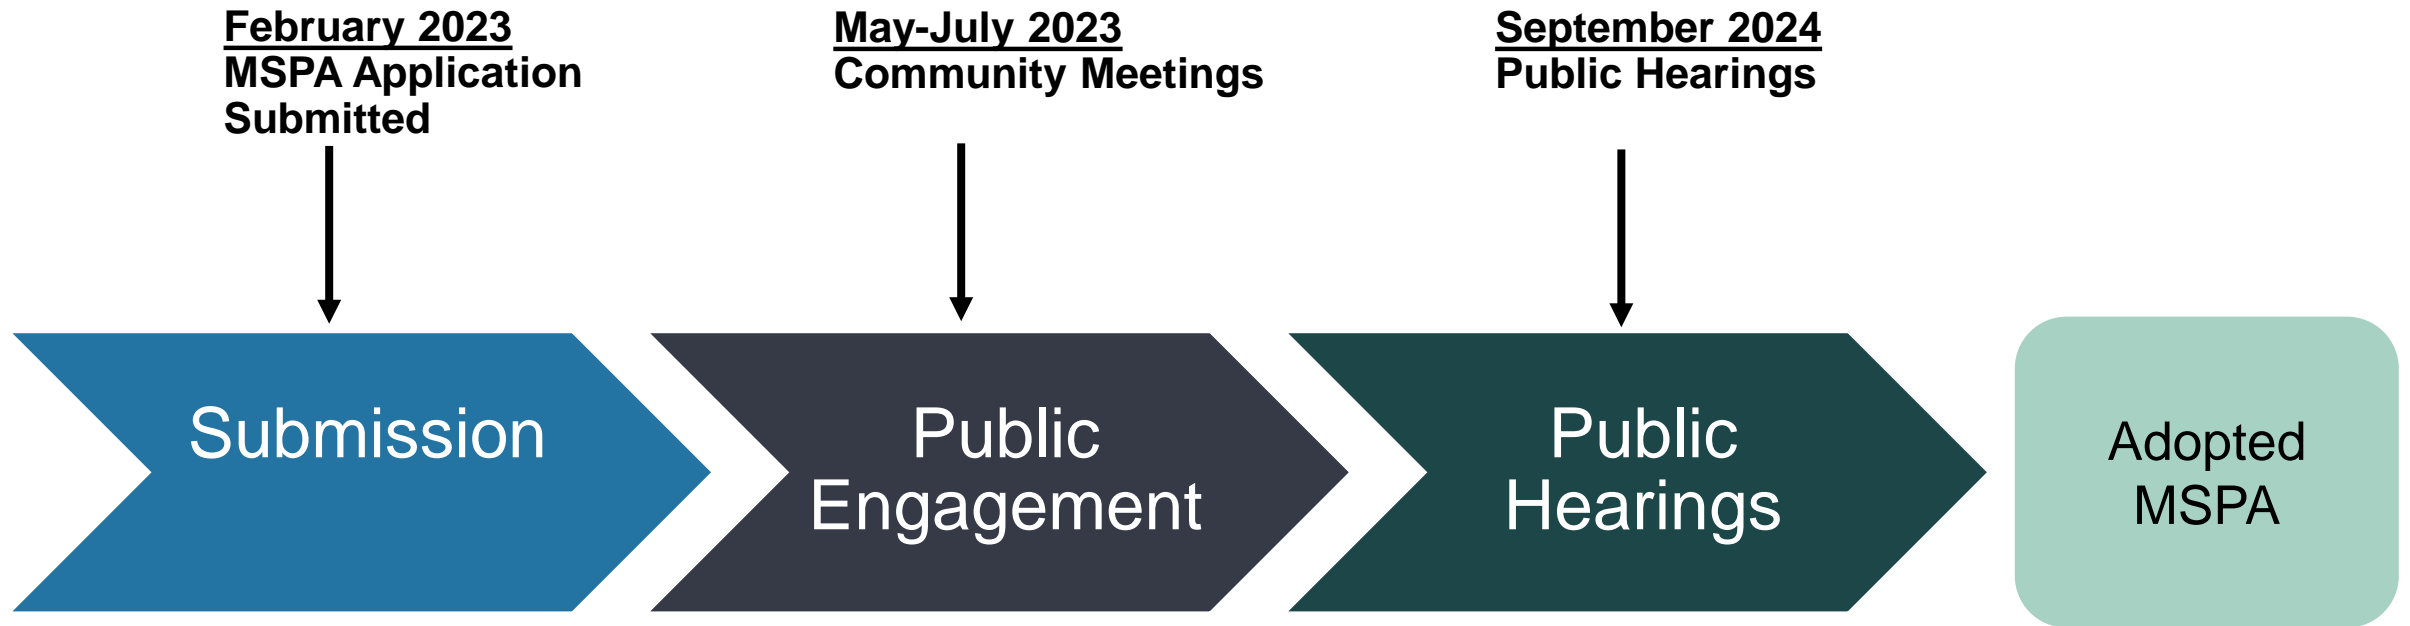 February 2023
MSPA Application
Submitted
May-July 2023
Community Meetings
September 2024
Public Hearings
Submission
Public
Engagement
Public
Hearings
Adopted
MSPA